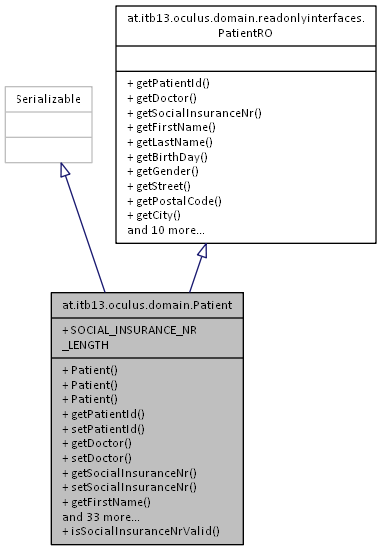 at.itb13.oculus.domain.readonlyinterfaces.
PatientRO
+ getPatientId()
+ getDoctor()
+ getSocialInsuranceNr()
+ getFirstName()
+ getLastName()
+ getBirthDay()
+ getGender()
+ getStreet()
+ getPostalCode()
+ getCity()
and 10 more...
Serializable
at.itb13.oculus.domain.Patient
+ SOCIAL_INSURANCE_NR
_LENGTH
+ Patient()
+ Patient()
+ Patient()
+ getPatientId()
+ setPatientId()
+ getDoctor()
+ setDoctor()
+ getSocialInsuranceNr()
+ setSocialInsuranceNr()
+ getFirstName()
and 33 more...
+ isSocialInsuranceNrValid()